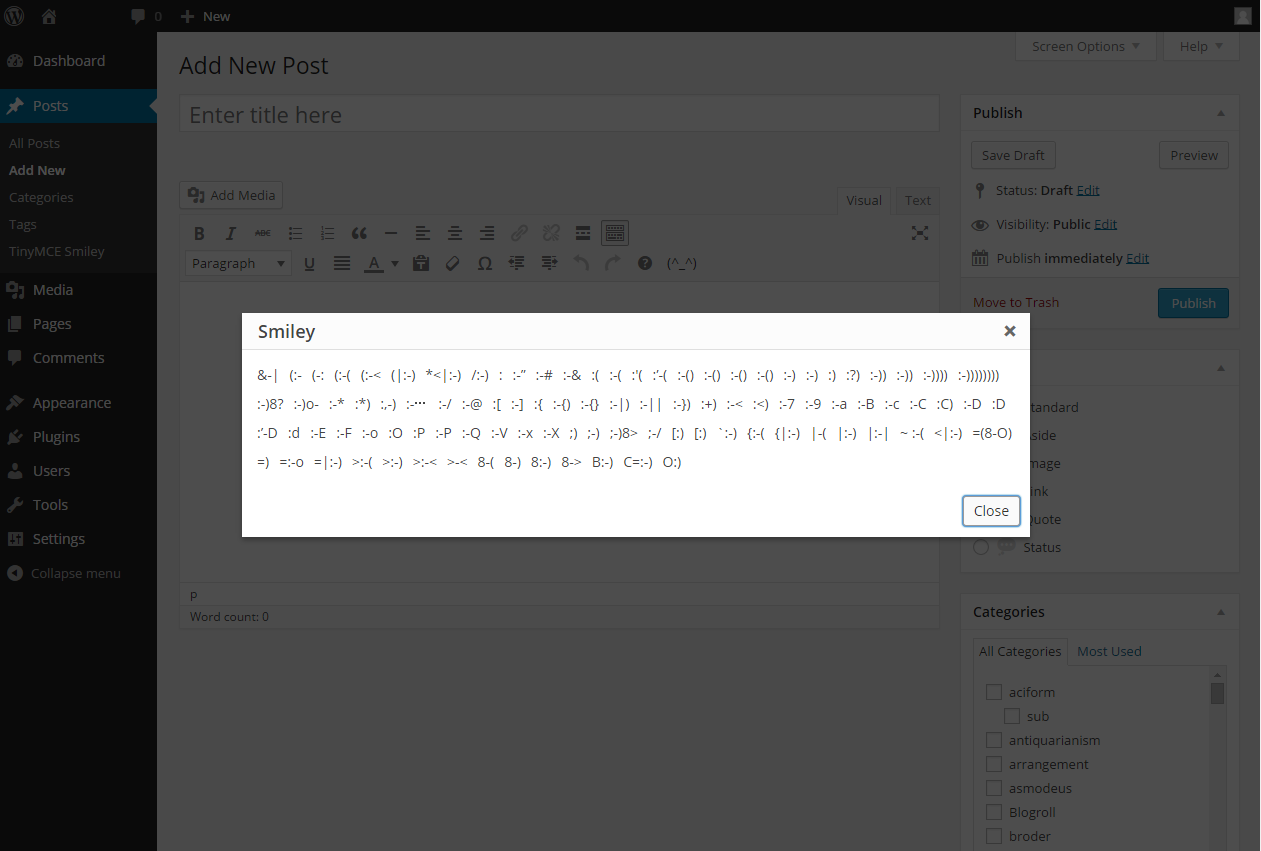 0 New
Dashboard
Posts
All Posts
Add New
Categories
Tags
TinyMCE Smiley
Media
Pages
Comments
Appearance
Plugins
Users
Tools
Settings
Collapse menu
Screen Options Help
Add New Post
Enter title here
Add Media
Visual Text
B I ABC
Paragraph U A Ω (^_^)
Smiley
&-| (:- (-: (:-( (:-< (|:-) *<|:-) /:-) : :-” :-# :-& :( :-( :'( :’-( :-() :-() :-() :-() :-) :-) :) :?) :-)) :-)) :-)))) :-))))))))
:-)8? :-)o- :-* :*) :,-) :-··· :-/ :-@ :[ :-] :{ :-{) :-{} :-|) :-|| :-}) :+) :-< :<) :-7 :-9 :-a :-B :-c :-C :C) :-D :D
:’-D :d :-E :-F :-o :O :P :-P :-Q :-V :-x :-X ;) ;-) ;-)8> ;-/ [:) [:) `:-) {:-( {|:-) |-( |:-) |:-| ~ :-( <|:-) =(8-O)
=) =:-o =|:-) >:-( >:-) >:-< >-< 8-( 8-) 8:-) 8-> B:-) C=:-) O:)
Close
p
Word count: 0
Publish
Save Draft Preview
Status: Draft Edit
Visibility: Public Edit
Publish immediately Edit
Move to Trash Publish
tandard
side
mage
ink
Quote
Status
Categories
All Categories Most Used
aciform
sub
antiquarianism
arrangement
asmodeus
Blogroll
broder